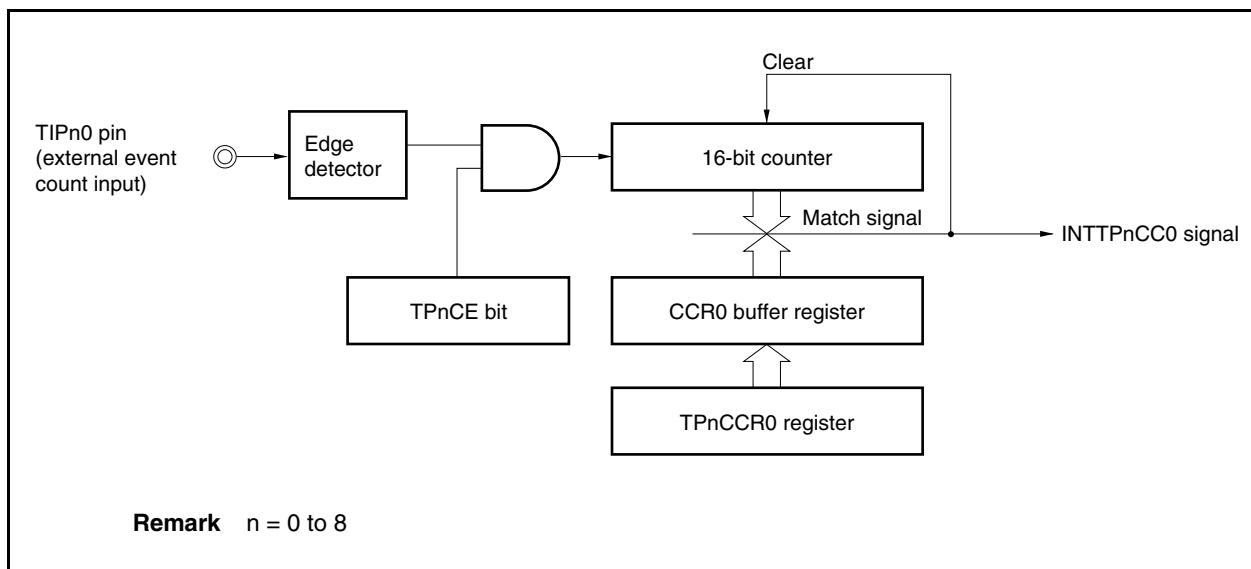 Clear
TIPn0 pin
(external event
count input)
Edge
detector
16-bit counter
Match signal
INTTPnCC0 signal
TPnCE bit
CCR0 buffer register
TPnCCR0 register
Remark n = 0 to 8